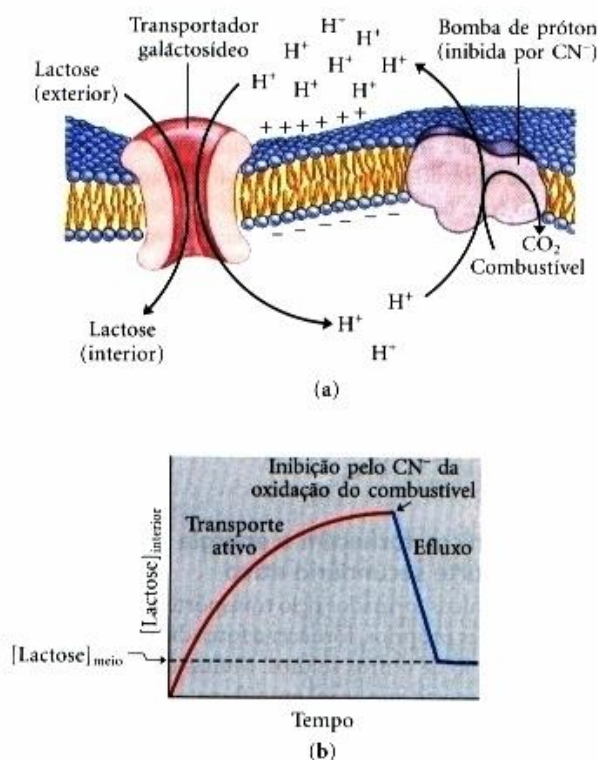 Transportador
galáctosídeo
Lactose
(exterior)
H⁺
H⁺
H⁺
H⁺
H⁺
H⁺
H⁺
H⁺
H⁺
Bomba de próton
(inibida por CN⁻)
+ + + + + +
– – – – – –
CO₂
Combustível
Lactose
(interior)
H⁺
H⁺
H⁺
(a)
Inibição pelo CN⁻ da
oxidação do combustível
Transporte
ativo
Efluxo
[Lactose]interior
[Lactose]meio
Tempo
(b)